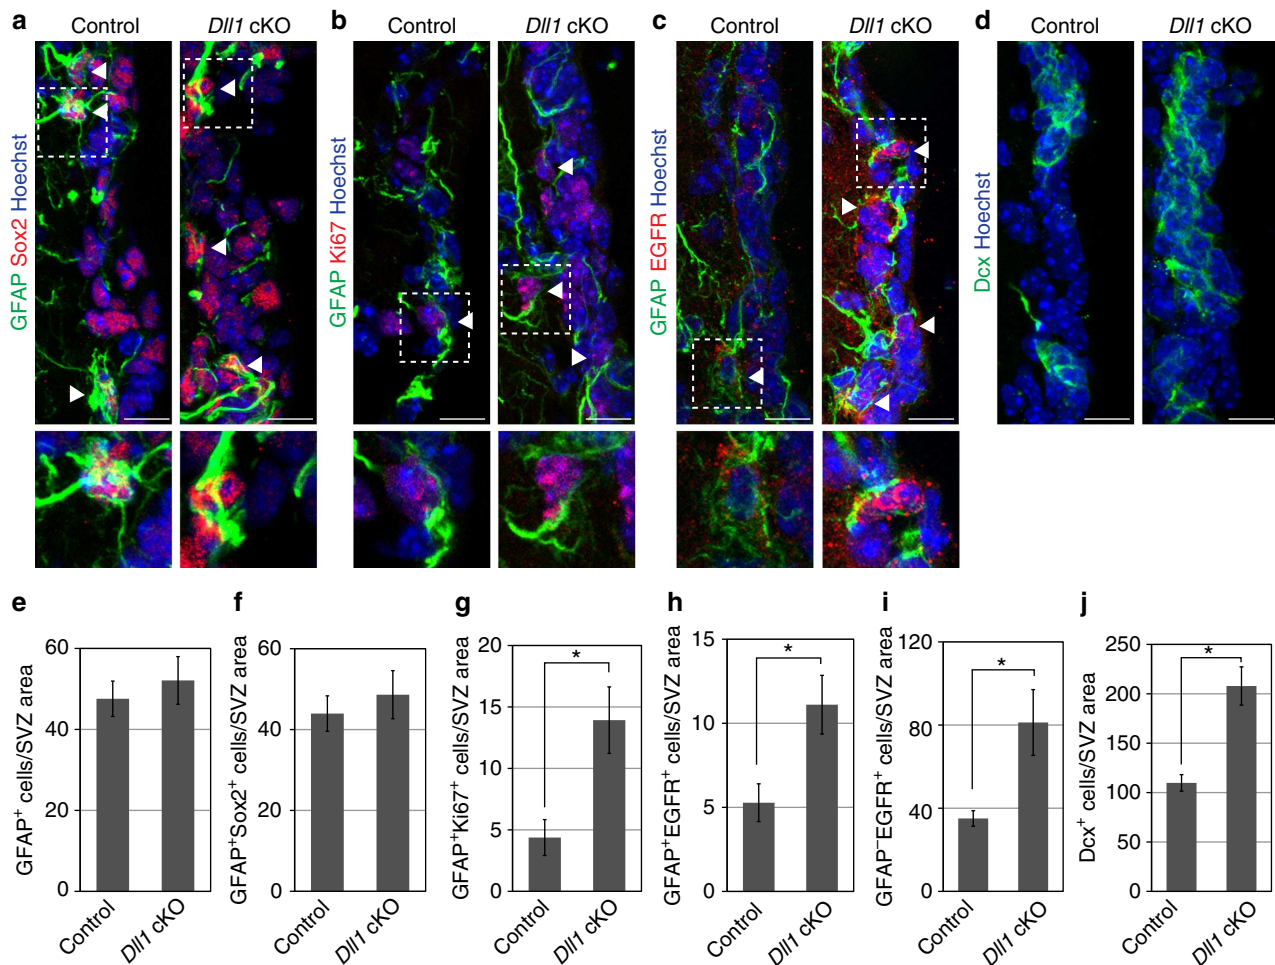 a Control Dll1 cKO b Control Dll1 cKO c Control Dll1 cKO d Control Dll1 cKO
GFAP Sox2 Hoechst
GFAP Ki67 Hoechst
GFAP EGFR Hoechst
Dcx Hoechst
e
GFAP⁺ cells/SVZ area
60
40
20
0
Control
Dll1 cKO
f
GFAP⁺Sox2⁺ cells/SVZ area
60
40
20
0
Control
Dll1 cKO
g
GFAP⁺Ki67⁺ cells/SVZ area
20
15
10
5
0
*
Control
Dll1 cKO
h
GFAP⁺EGFR⁺ cells/SVZ area
15
10
5
0
*
Control
Dll1 cKO
i
GFAP⁻EGFR⁺ cells/SVZ area
120
80
40
0
*
Control
Dll1 cKO
j
Dcx⁺ cells/SVZ area
250
200
150
100
50
0
*
Control
Dll1 cKO